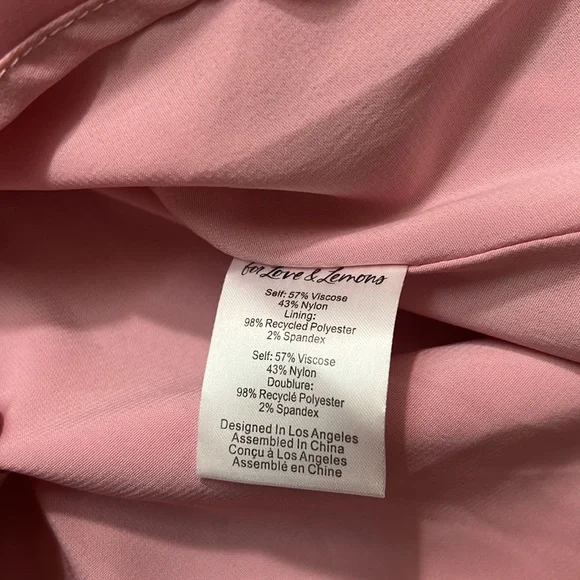 for Love & Lemons
Self: 57% Viscose
43% Nylon
Lining:
98% Recycled Polyester
2% Spandex
Self: 57% Viscose
43% Nylon
Doublure:
98% Recyclé Polyester
2% Spandex
Designed In Los Angeles
Assembled In China
Conçu à Los Angeles
Assemblé en Chine